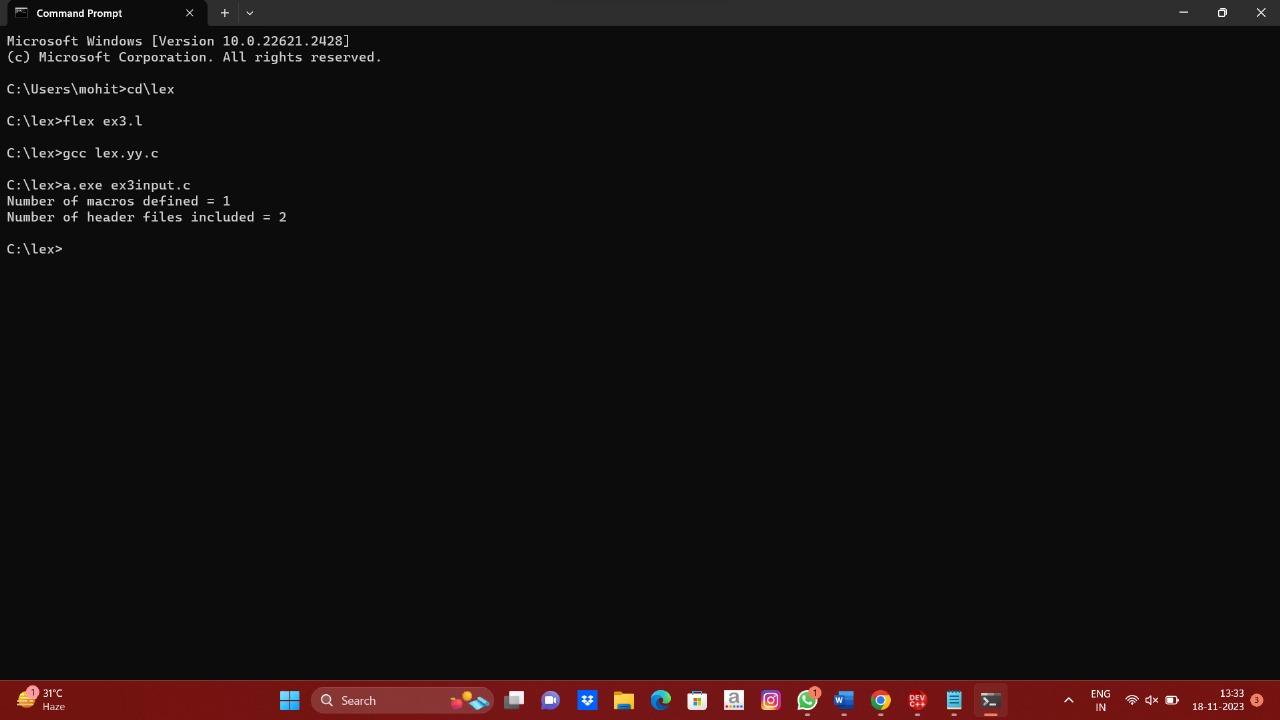 Command Prompt
Microsoft Windows [Version 10.0.22621.2428]
(c) Microsoft Corporation. All rights reserved.
C:\Users\mohit>cd\lex
C:\lex>flex ex3.l
C:\lex>gcc lex.yy.c
C:\lex>a.exe ex3input.c
Number of macros defined = 1
Number of header files included = 2
C:\lex>
1
31°C
Haze
Search
a
1
W
DEV
C++
ENG
IN
13:33
18-11-2023
3